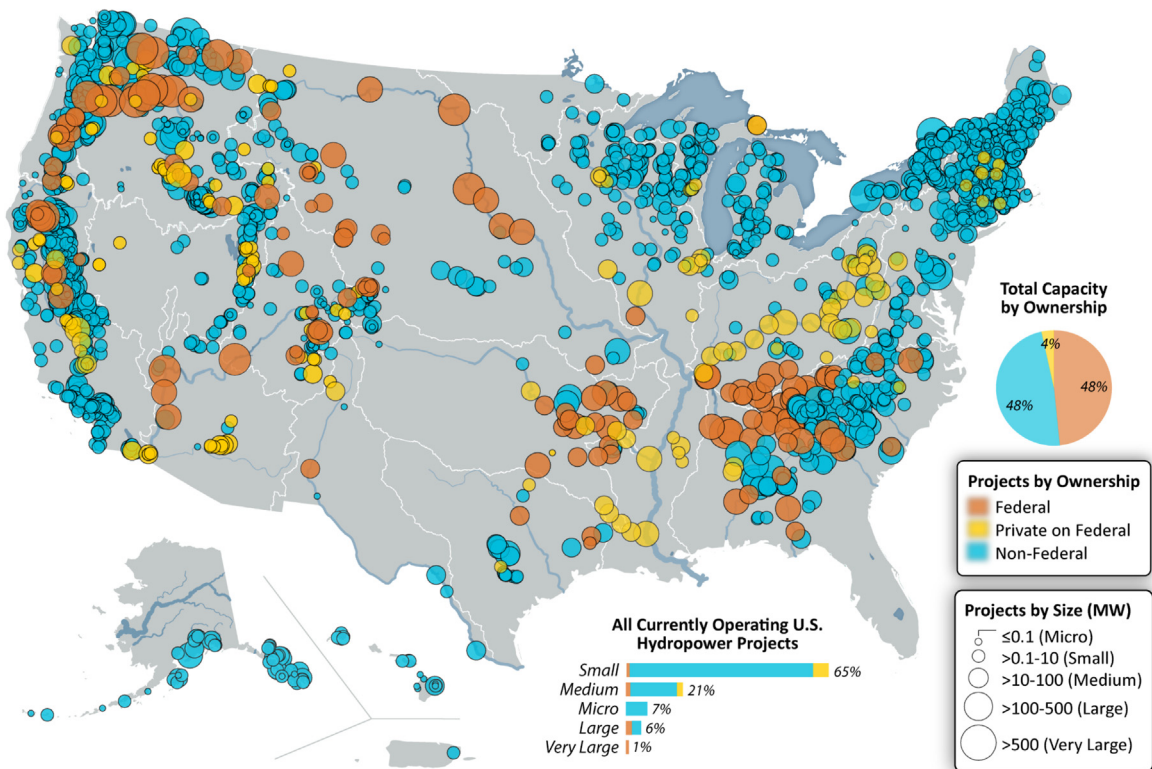 Total Capacity
by Ownership
4%
48%
48%
Projects by Ownership
Federal
Private on Federal
Non-Federal
Projects by Size (MW)
≤0.1 (Micro)
>0.1-10 (Small)
>10-100 (Medium)
>100-500 (Large)
>500 (Very Large)
All Currently Operating U.S.
Hydropower Projects
Small 65%
Medium 21%
Micro 7%
Large 6%
Very Large 1%